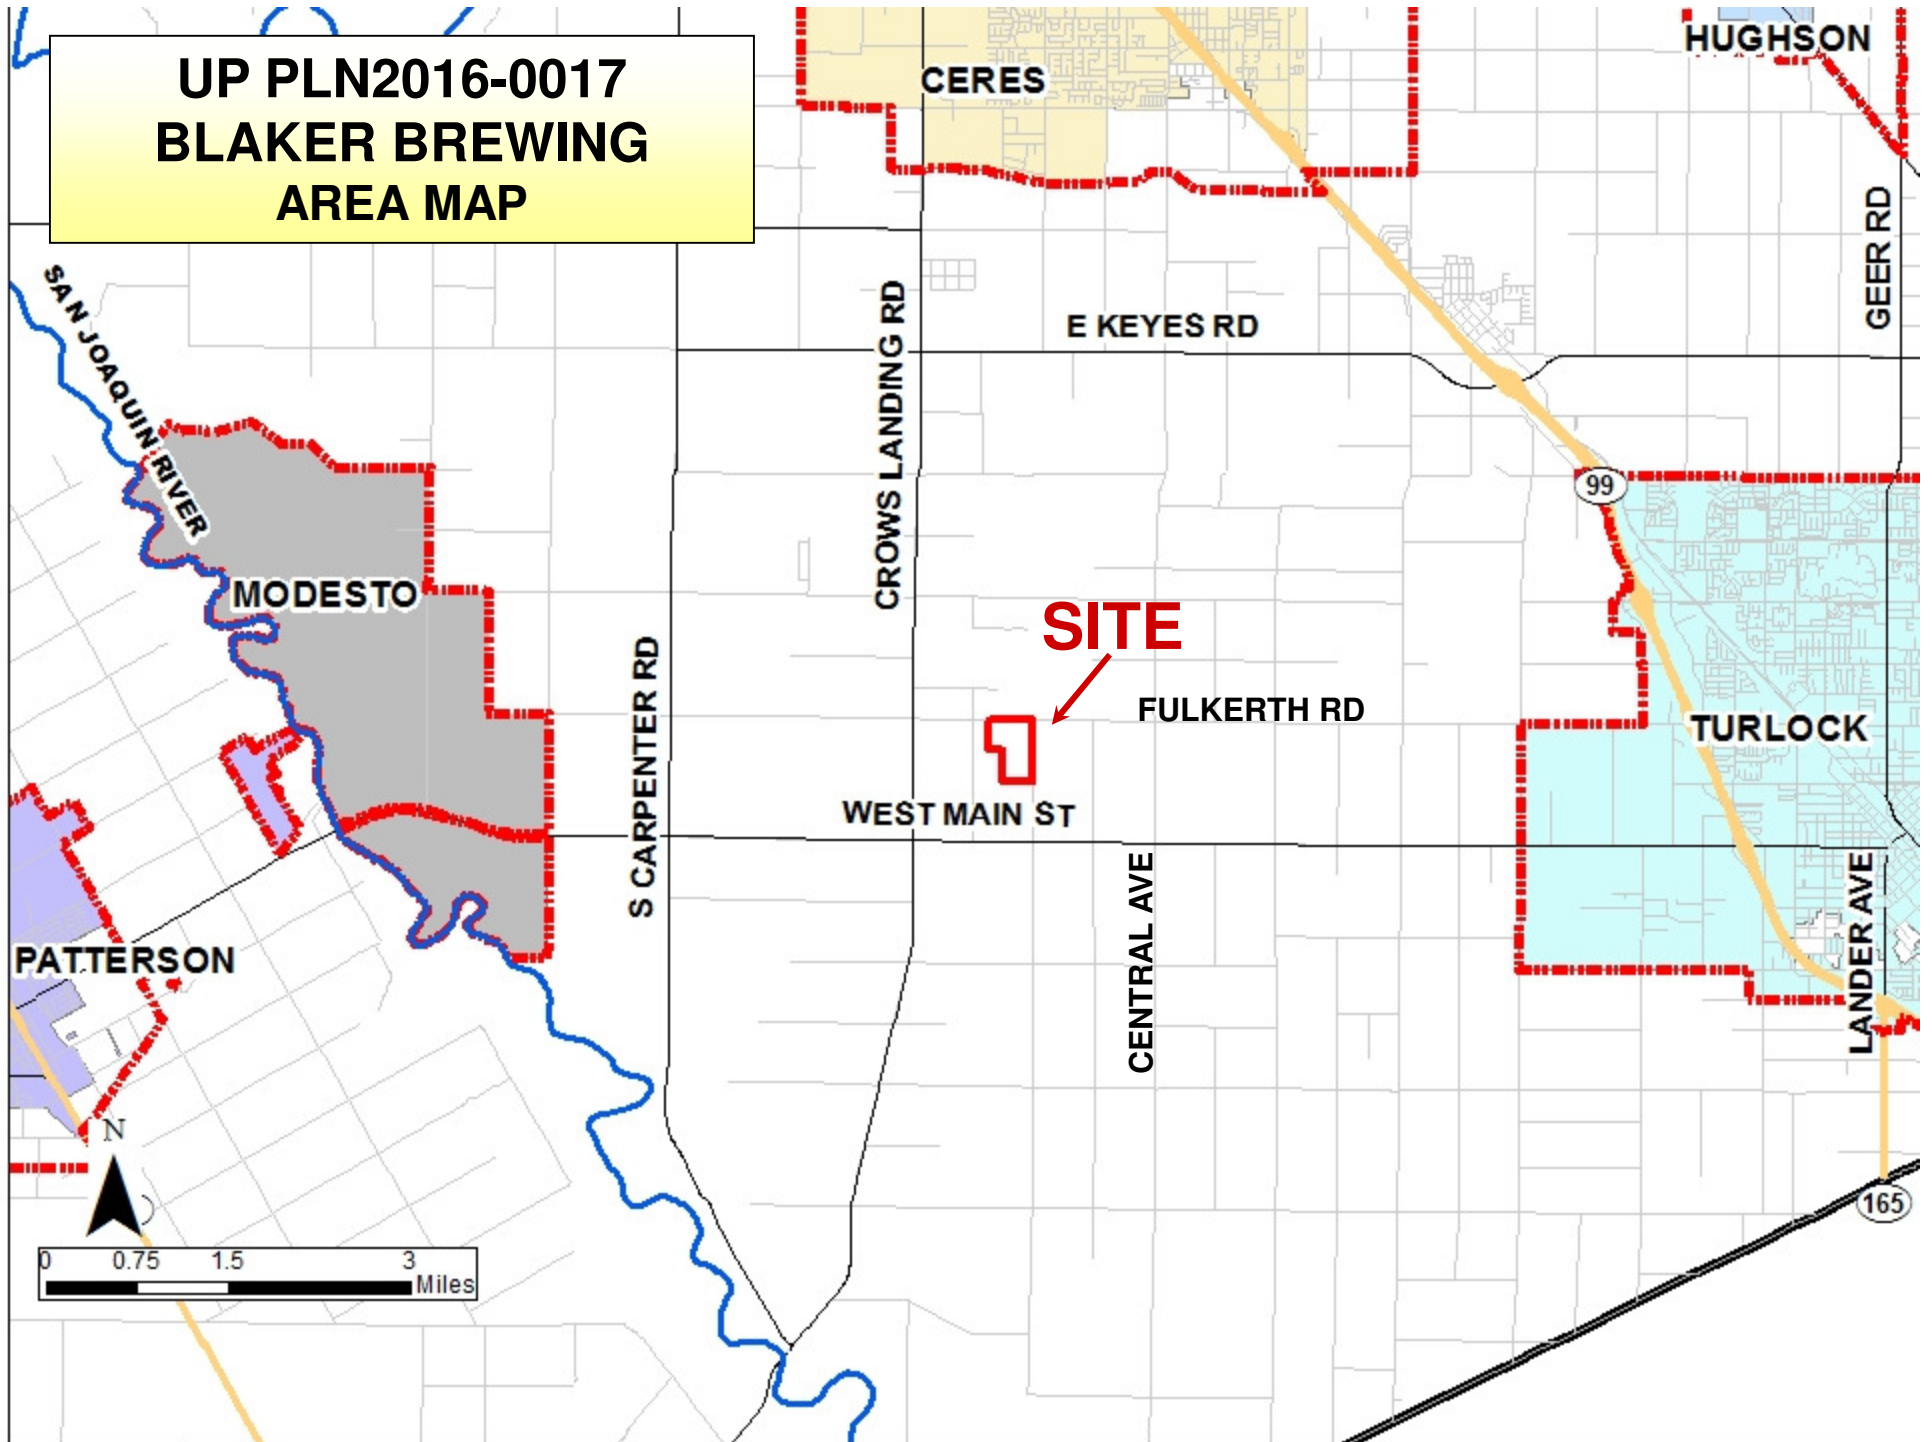 UP PLN2016-0017
BLAKER BREWING
AREA MAP
CERES
HUGHSON
GEER RD
SAN JOAQUIN RIVER
E KEYES RD
CROWS LANDING RD
99
MODESTO
SITE
S CARPENTER RD
FULKERTH RD
TURLOCK
WEST MAIN ST
CENTRAL AVE
LANDER AVE
PATTERSON
N
165
0 0.75 1.5 3
Miles